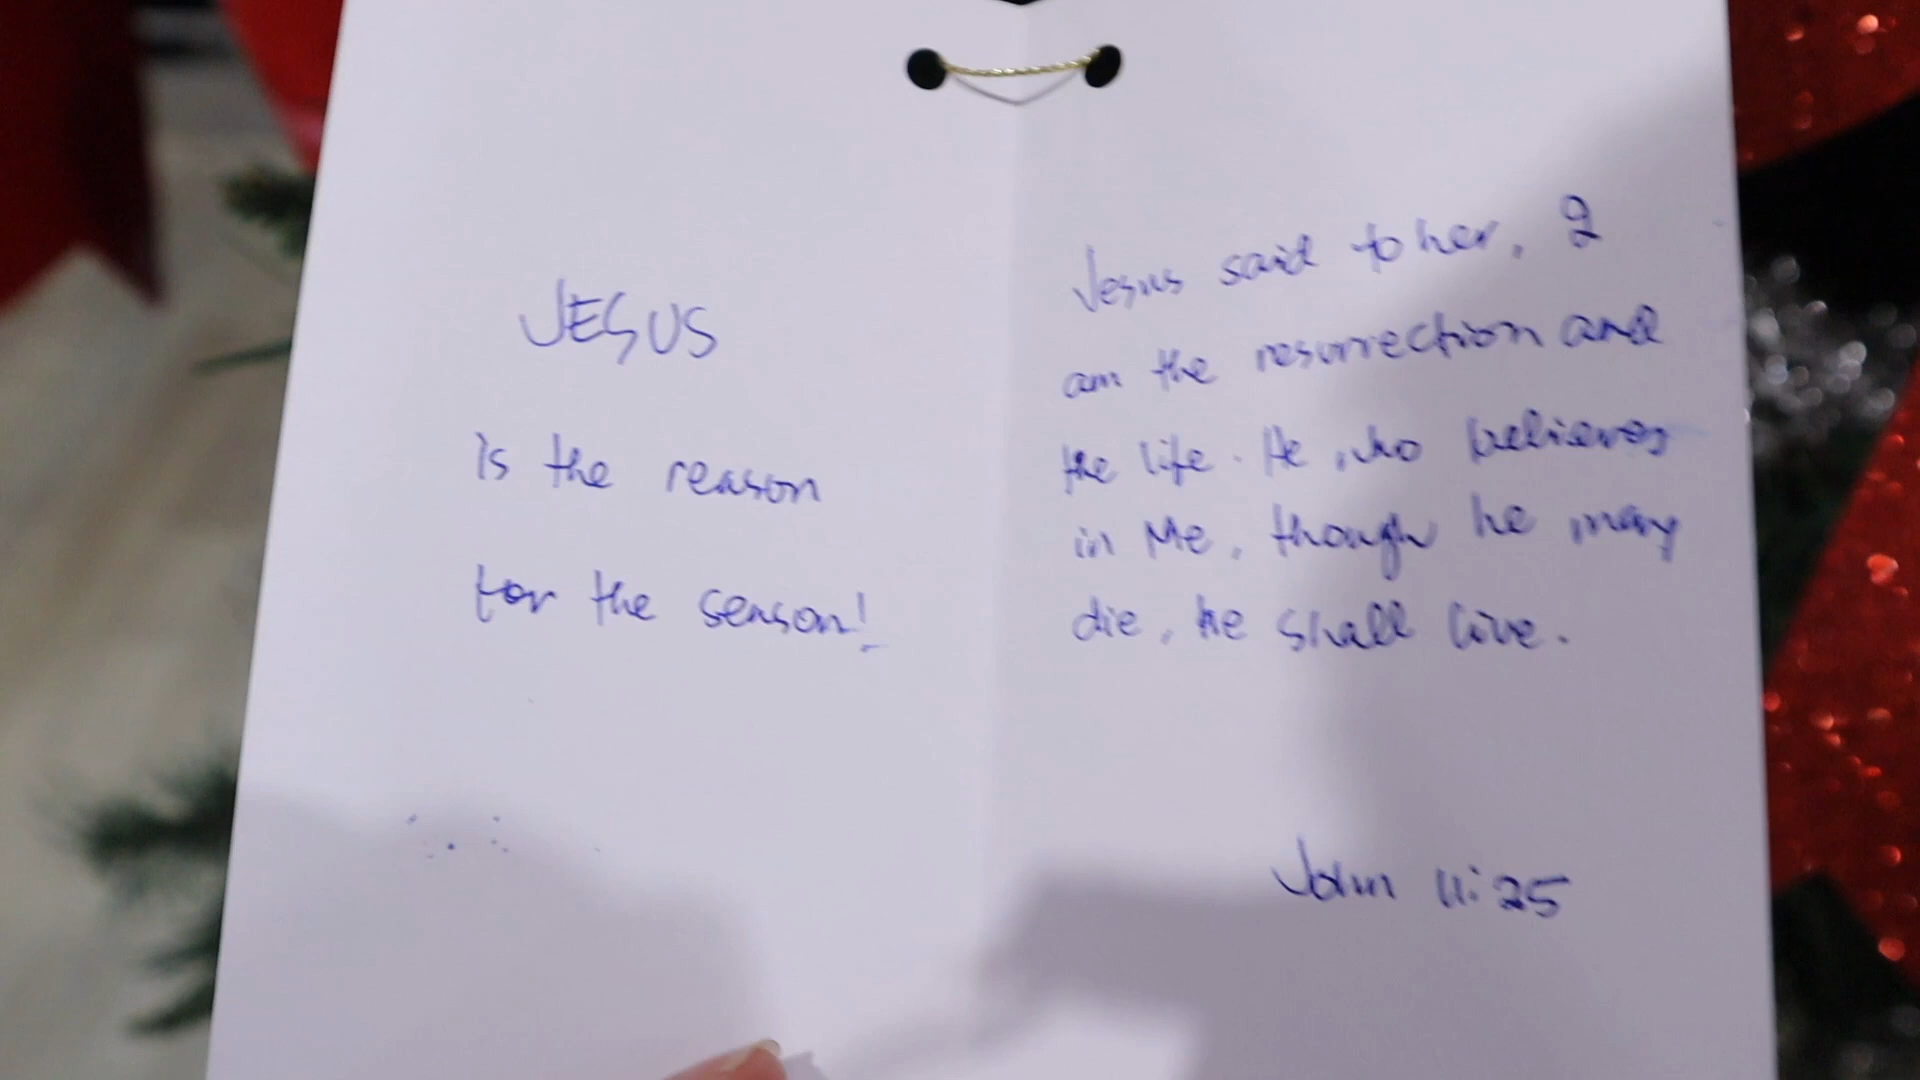 JESUS
is the reason
for the season!
Jesus said to her, I
am the resurrection and
the life. He who believes
in Me, though he may
die, he shall live.
John 11:25